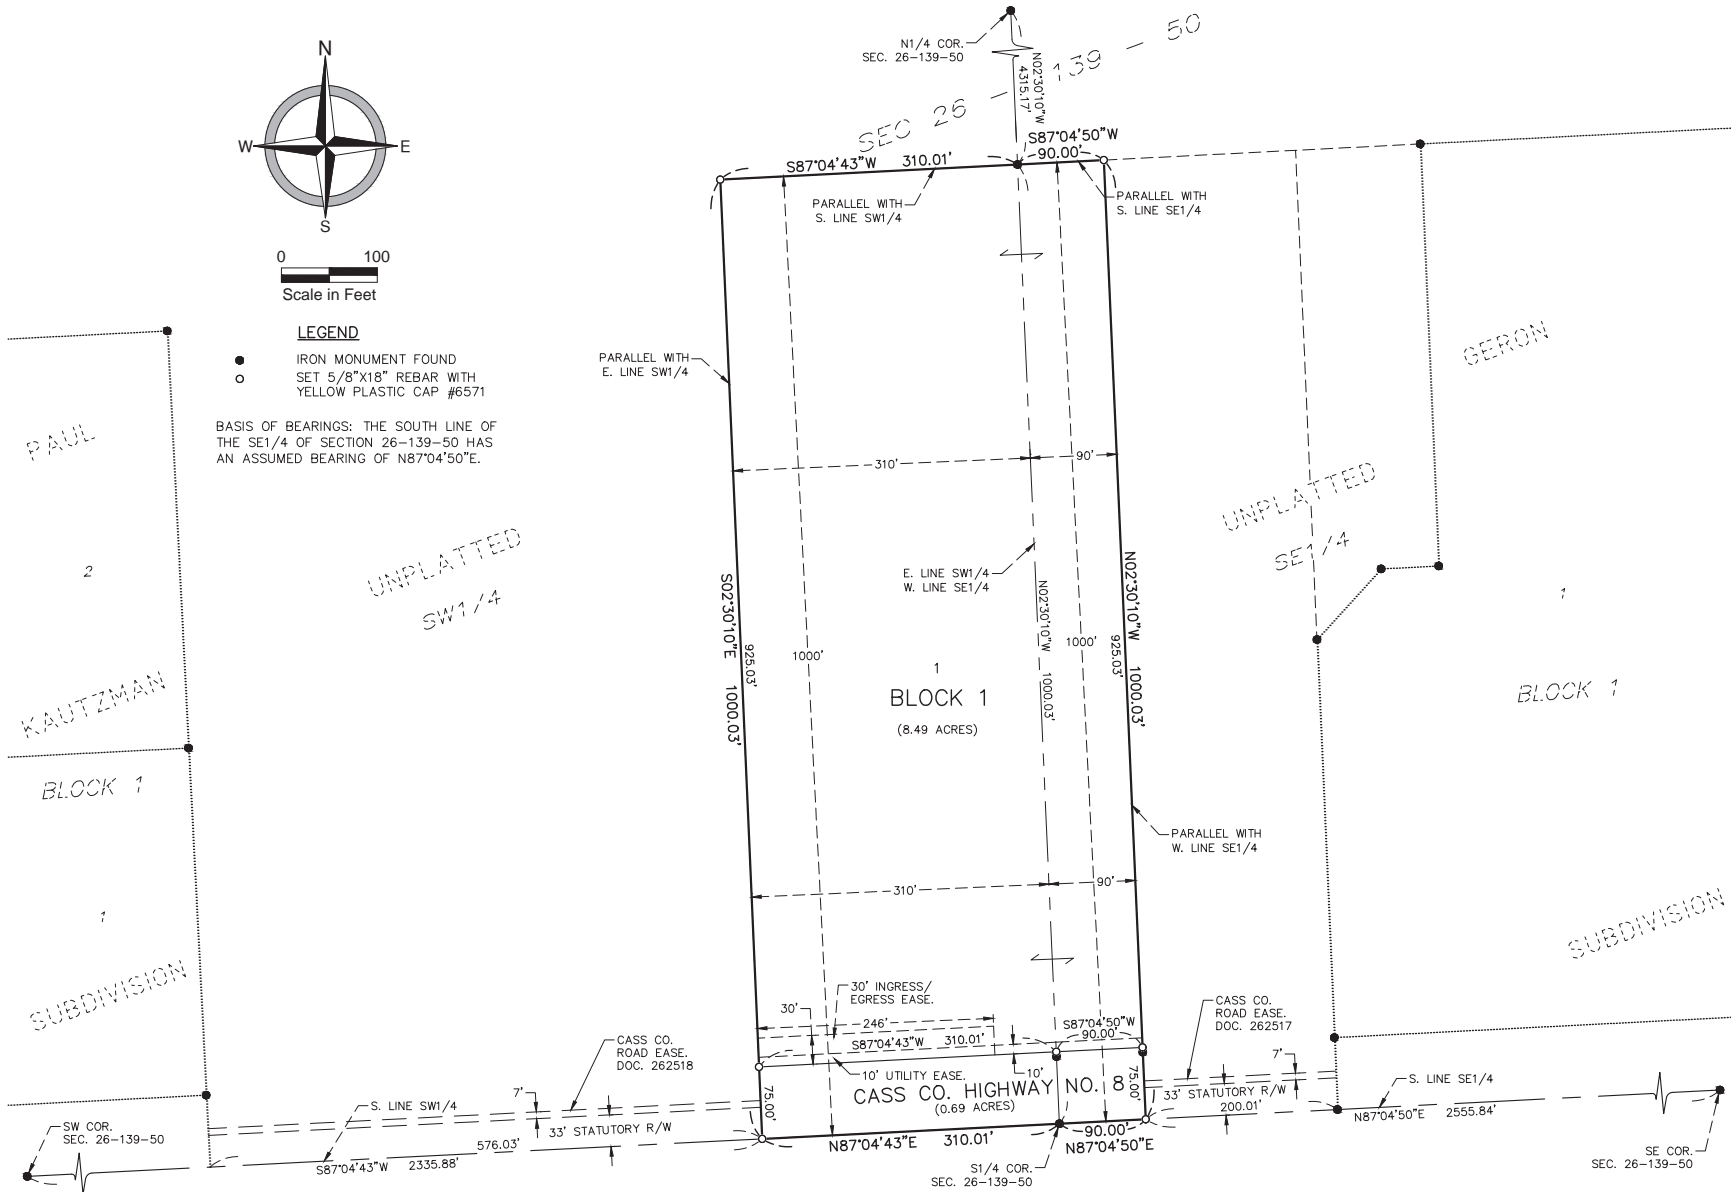 N
W
E
S
0 100
Scale in Feet
LEGEND
IRON MONUMENT FOUND
SET 5/8"X18" REBAR WITH
YELLOW PLASTIC CAP #6571
BASIS OF BEARINGS: THE SOUTH LINE OF
THE SE1/4 OF SECTION 26-139-50 HAS
AN ASSUMED BEARING OF N87°04'50"E.
N1/4 COR.
SEC. 26-139-50
N02°30'10"W
4315.17'
SEC 26 - 139 - 50
S87°04'43"W 310.01'
S87°04'50"W
90.00'
PARALLEL WITH
S. LINE SW1/4
PARALLEL WITH
S. LINE SE1/4
PARALLEL WITH
E. LINE SW1/4
310'
90'
GERON
PAUL
2
KAUTZMAN
BLOCK 1
1
SUBDIVISION
UNPLATTED
SW1/4
UNPLATTED
SE1/4
1
BLOCK 1
SUBDIVISION
E. LINE SW1/4
W. LINE SE1/4
S02°30'10"E 1000.03'
925.03'
1000'
N02°30'10"W 1000.03'
1000'
925.03'
N02°30'10"W 1000.03'
1
BLOCK 1
(8.49 ACRES)
PARALLEL WITH
W. LINE SE1/4
310'
90'
30' INGRESS/
EGRESS EASE.
30'
246'
S87°04'43"W 310.01'
S87°04'50"W
90.00'
10' UTILITY EASE.
10'
CASS CO. HIGHWAY NO. 8
(0.69 ACRES)
75.00'
75.00'
CASS CO.
ROAD EASE.
DOC. 262518
7'
33' STATUTORY R/W
S. LINE SW1/4
576.03'
S87°04'43"W 2335.88'
SW COR.
SEC. 26-139-50
N87°04'43"E 310.01'
90.00'
N87°04'50"E
S1/4 COR.
SEC. 26-139-50
CASS CO.
ROAD EASE.
DOC. 262517
7'
33' STATUTORY R/W
200.01'
S. LINE SE1/4
N87°04'50"E 2555.84'
SE COR.
SEC. 26-139-50